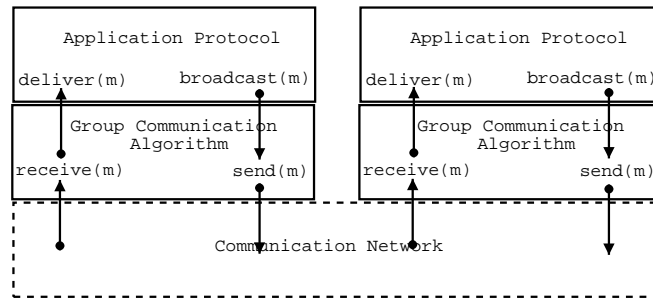 Application Protocol Application Protocol
deliver(m) broadcast(m) deliver(m) broadcast(m)
Group Communication Group Communication
Algorithm Algorithm
receive(m) send(m) receive(m) send(m)
Communication Network